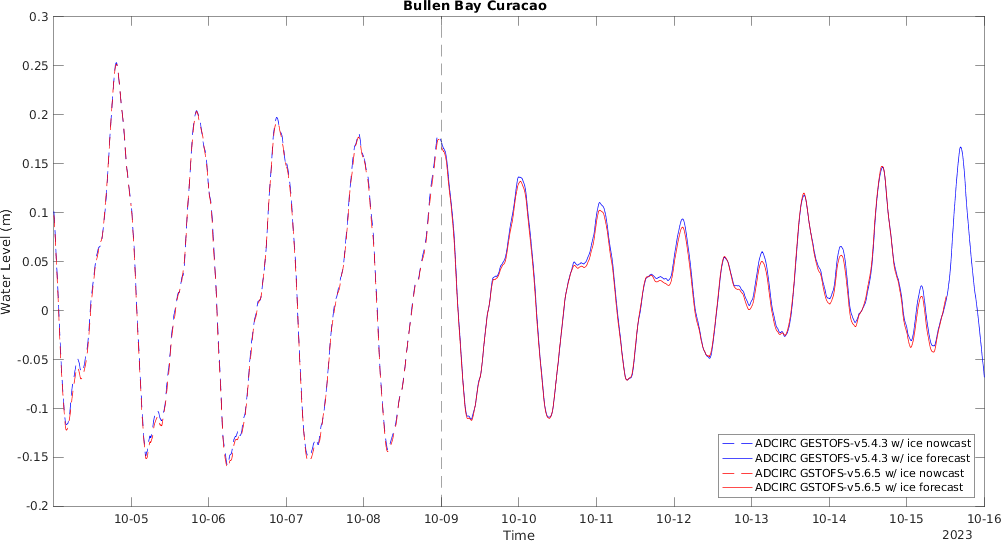 Bullen Bay Curacao
0.3
0.25
0.2
0.15
0.1
0.05
0
-0.05
-0.1
-0.15
-0.2
Water Level (m)
ADCIRC GESTOFS-v5.4.3 w/ ice nowcast
ADCIRC GESTOFS-v5.4.3 w/ ice forecast
ADCIRC GSTOFS-v5.6.5 w/ ice nowcast
ADCIRC GSTOFS-v5.6.5 w/ ice forecast
10-05 10-06 10-07 10-08 10-09 10-10 10-11 10-12 10-13 10-14 10-15 10-16
Time
2023